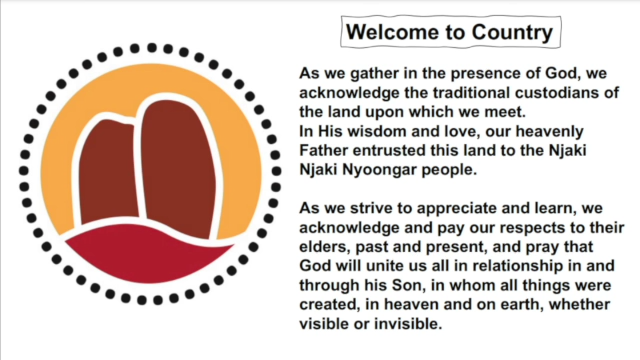 Welcome to Country
As we gather in the presence of God, we
acknowledge the traditional custodians of
the land upon which we meet.
In His wisdom and love, our heavenly
Father entrusted this land to the Njaki
Njaki Nyoongar people.
As we strive to appreciate and learn, we
acknowledge and pay our respects to their
elders, past and present, and pray that
God will unite us all in relationship in and
through his Son, in whom all things were
created, in heaven and on earth, whether
visible or invisible.